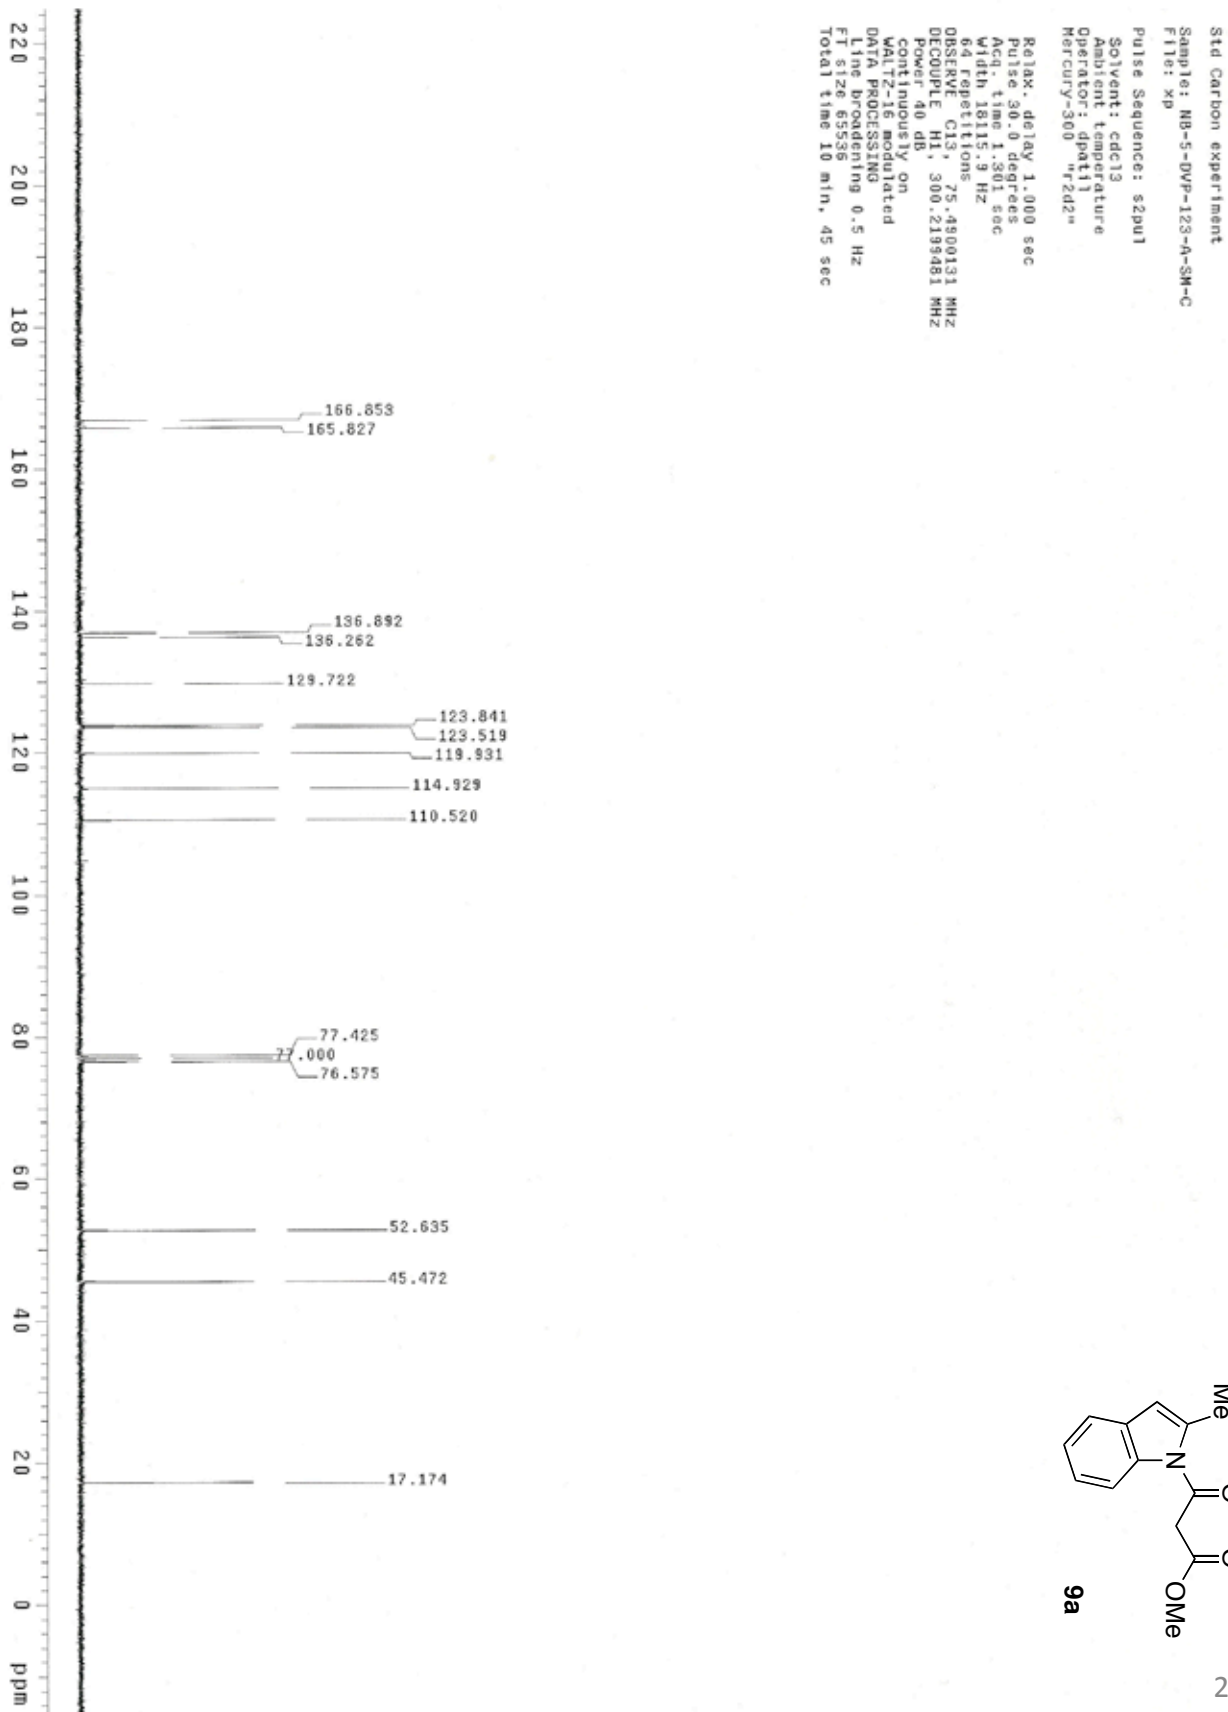 Std Carbon experiment
Sample: NB-5-DVP-123-A-SM-C
File: xp
Pulse Sequence: s2pul
Solvent: cdcl3
Ambient temperature
Operator: dpatil
Mercury-300 "r2d2"
Relax. delay 1.000 sec
Pulse 30.0 degrees
Acq. time 1.301 sec
Width 18115.9 Hz
64 repetitions
OBSERVE C13, 75.4900131 MHz
DECOUPLE H1, 300.2199481 MHz
Power 40 dB
continuously on
WALTZ-16 modulated
DATA PROCESSING
Line broadening 0.5 Hz
FT size 65536
Total time 10 min, 45 sec
166.853
165.827
136.892
136.262
129.722
123.841
123.519
119.931
114.929
110.520
77.425
77.000
76.575
52.635
45.472
17.174
220 200 180 160 140 120 100 80 60 40 20 0 ppm
Me
N
O
O
OMe
9a
2